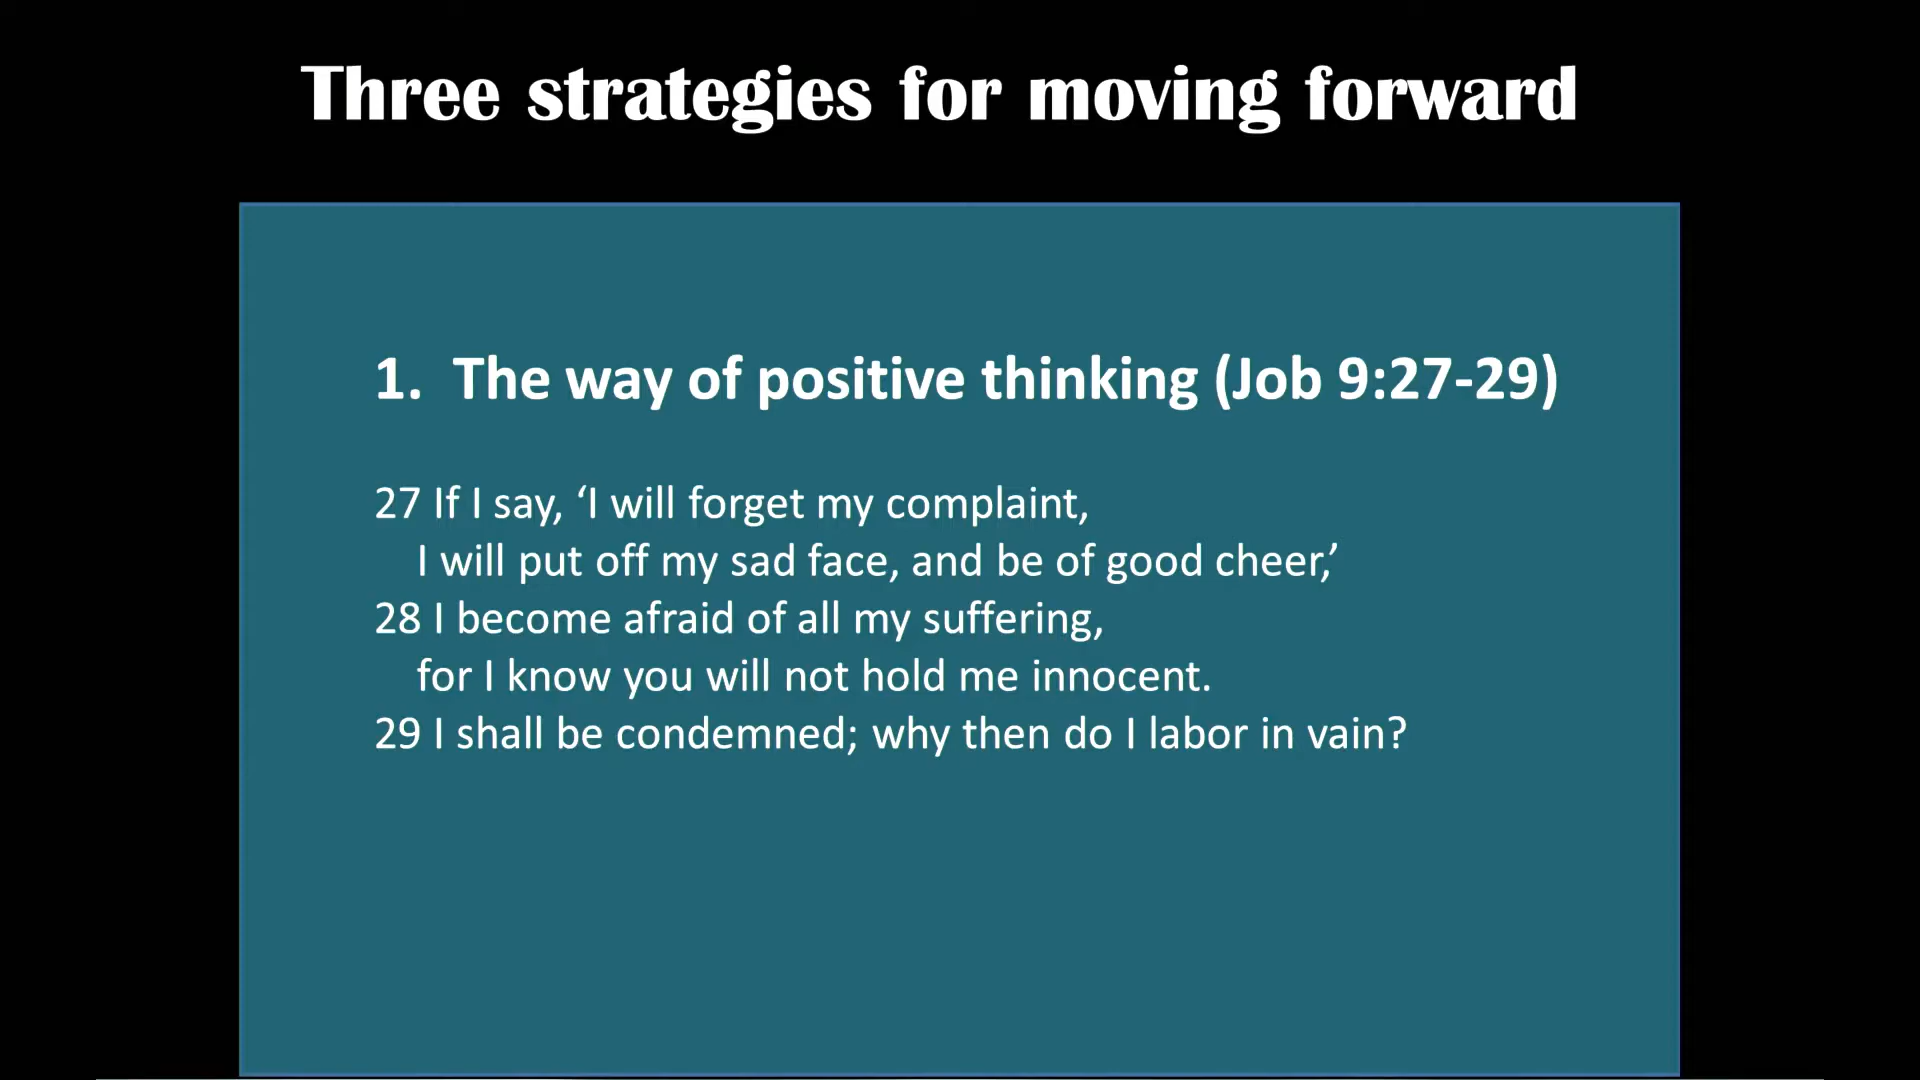 Three strategies for moving forward
1. The way of positive thinking (Job 9:27-29)
27 If I say, ‘I will forget my complaint,
I will put off my sad face, and be of good cheer,’
28 I become afraid of all my suffering,
for I know you will not hold me innocent.
29 I shall be condemned; why then do I labor in vain?